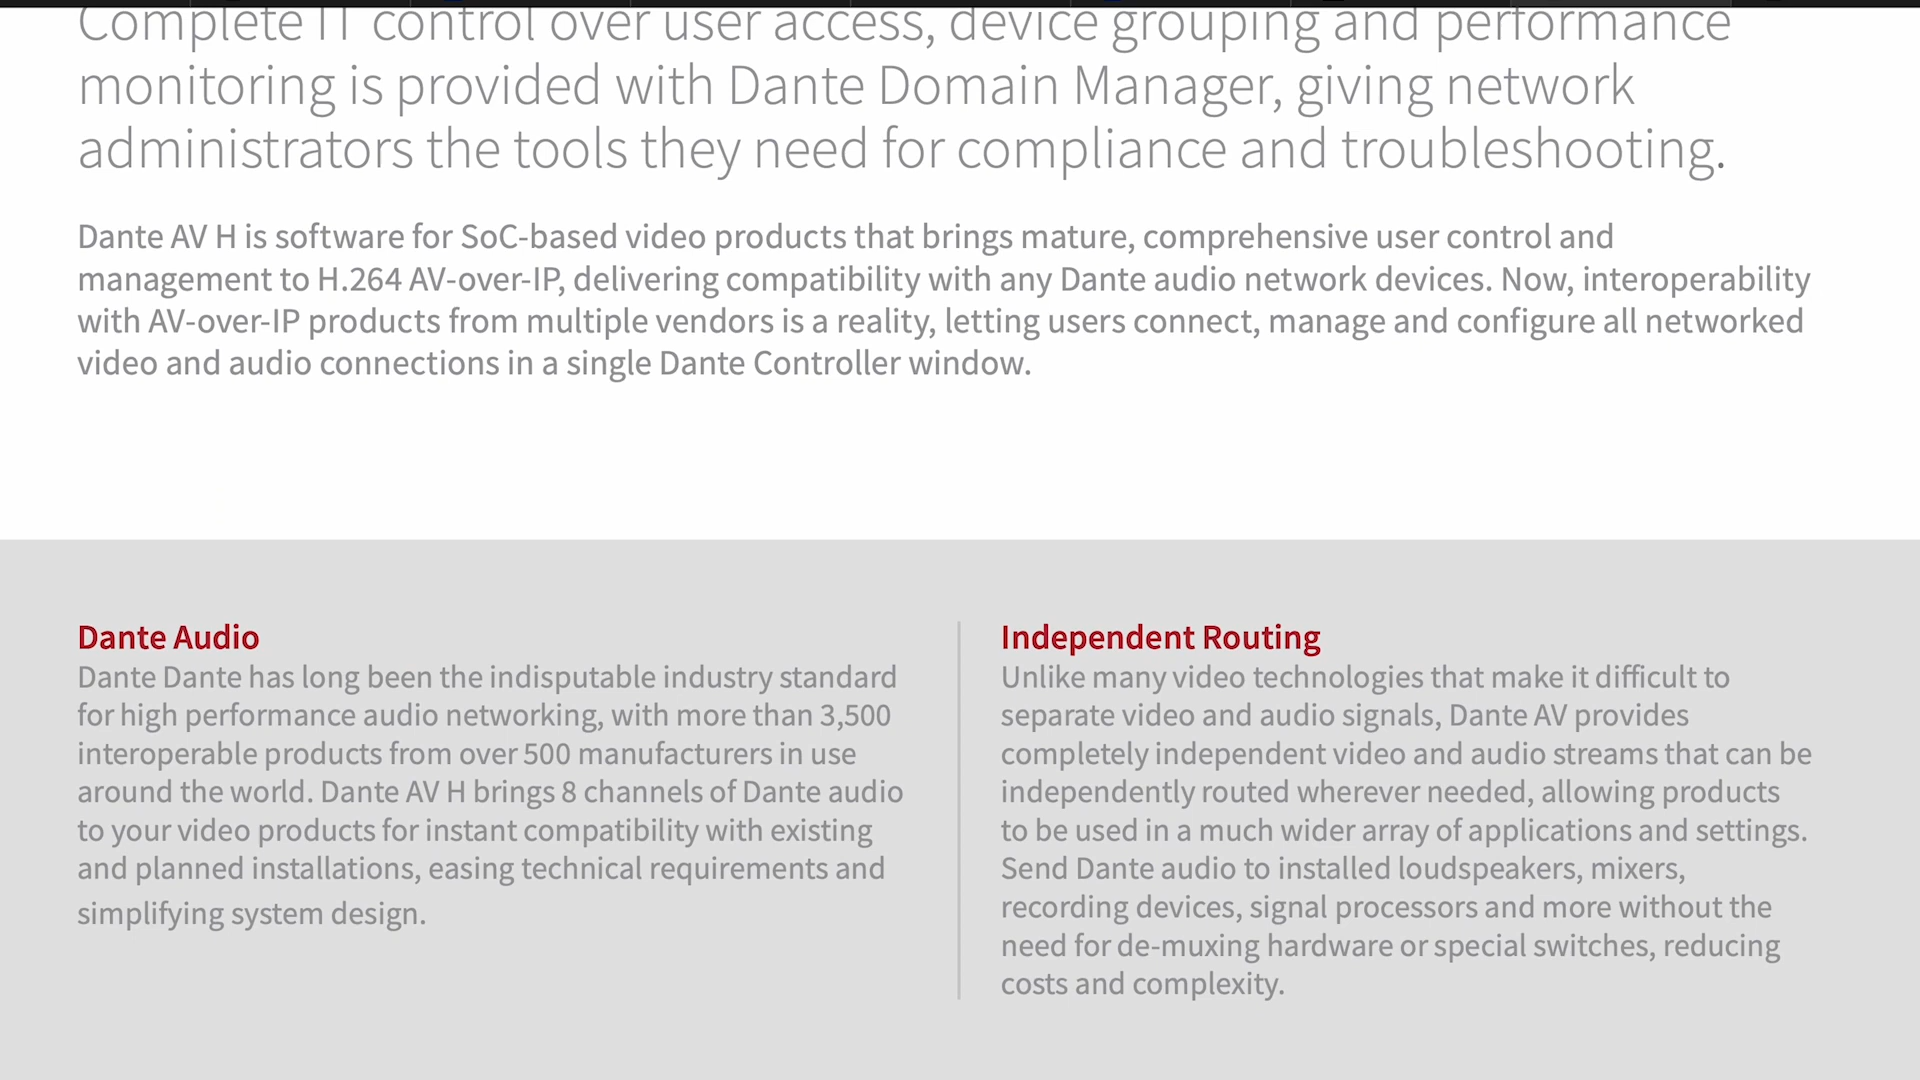 Complete IT control over user access, device grouping and performance
monitoring is provided with Dante Domain Manager, giving network
administrators the tools they need for compliance and troubleshooting.
Dante AV H is software for SoC-based video products that brings mature, comprehensive user control and
management to H.264 AV-over-IP, delivering compatibility with any Dante audio network devices. Now, interoperability
with AV-over-IP products from multiple vendors is a reality, letting users connect, manage and configure all networked
video and audio connections in a single Dante Controller window.
Dante Audio
Dante Dante has long been the indisputable industry standard
for high performance audio networking, with more than 3,500
interoperable products from over 500 manufacturers in use
around the world. Dante AV H brings 8 channels of Dante audio
to your video products for instant compatibility with existing
and planned installations, easing technical requirements and
simplifying system design.
Independent Routing
Unlike many video technologies that make it difficult to
separate video and audio signals, Dante AV provides
completely independent video and audio streams that can be
independently routed wherever needed, allowing products
to be used in a much wider array of applications and settings.
Send Dante audio to installed loudspeakers, mixers,
recording devices, signal processors and more without the
need for de-muxing hardware or special switches, reducing
costs and complexity.